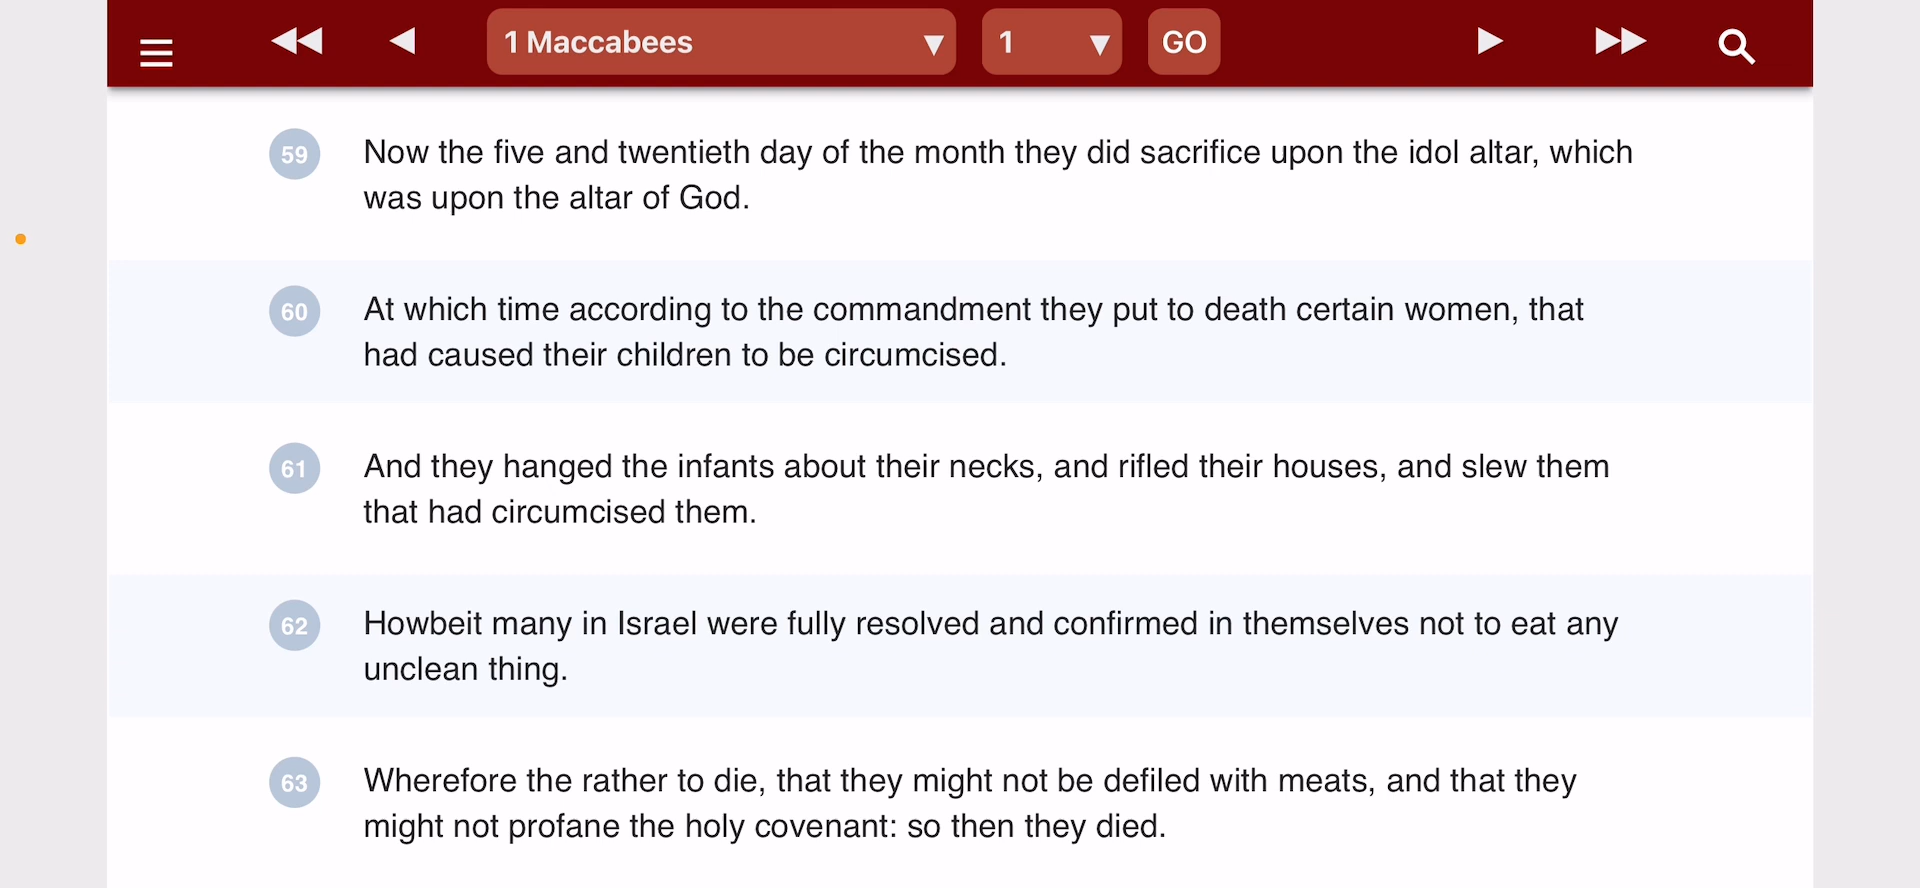 1 Maccabees 1 GO
59 Now the five and twentieth day of the month they did sacrifice upon the idol altar, which
was upon the altar of God.
60 At which time according to the commandment they put to death certain women, that
had caused their children to be circumcised.
61 And they hanged the infants about their necks, and rifled their houses, and slew them
that had circumcised them.
62 Howbeit many in Israel were fully resolved and confirmed in themselves not to eat any
unclean thing.
63 Wherefore the rather to die, that they might not be defiled with meats, and that they
might not profane the holy covenant: so then they died.